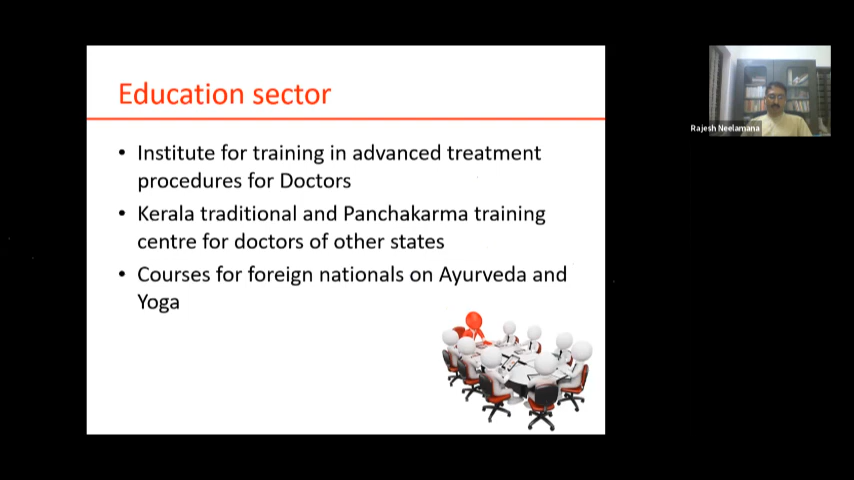 Education sector
• Institute for training in advanced treatment
procedures for Doctors
• Kerala traditional and Panchakarma training
centre for doctors of other states
• Courses for foreign nationals on Ayurveda and
Yoga
Rajesh Neelamana